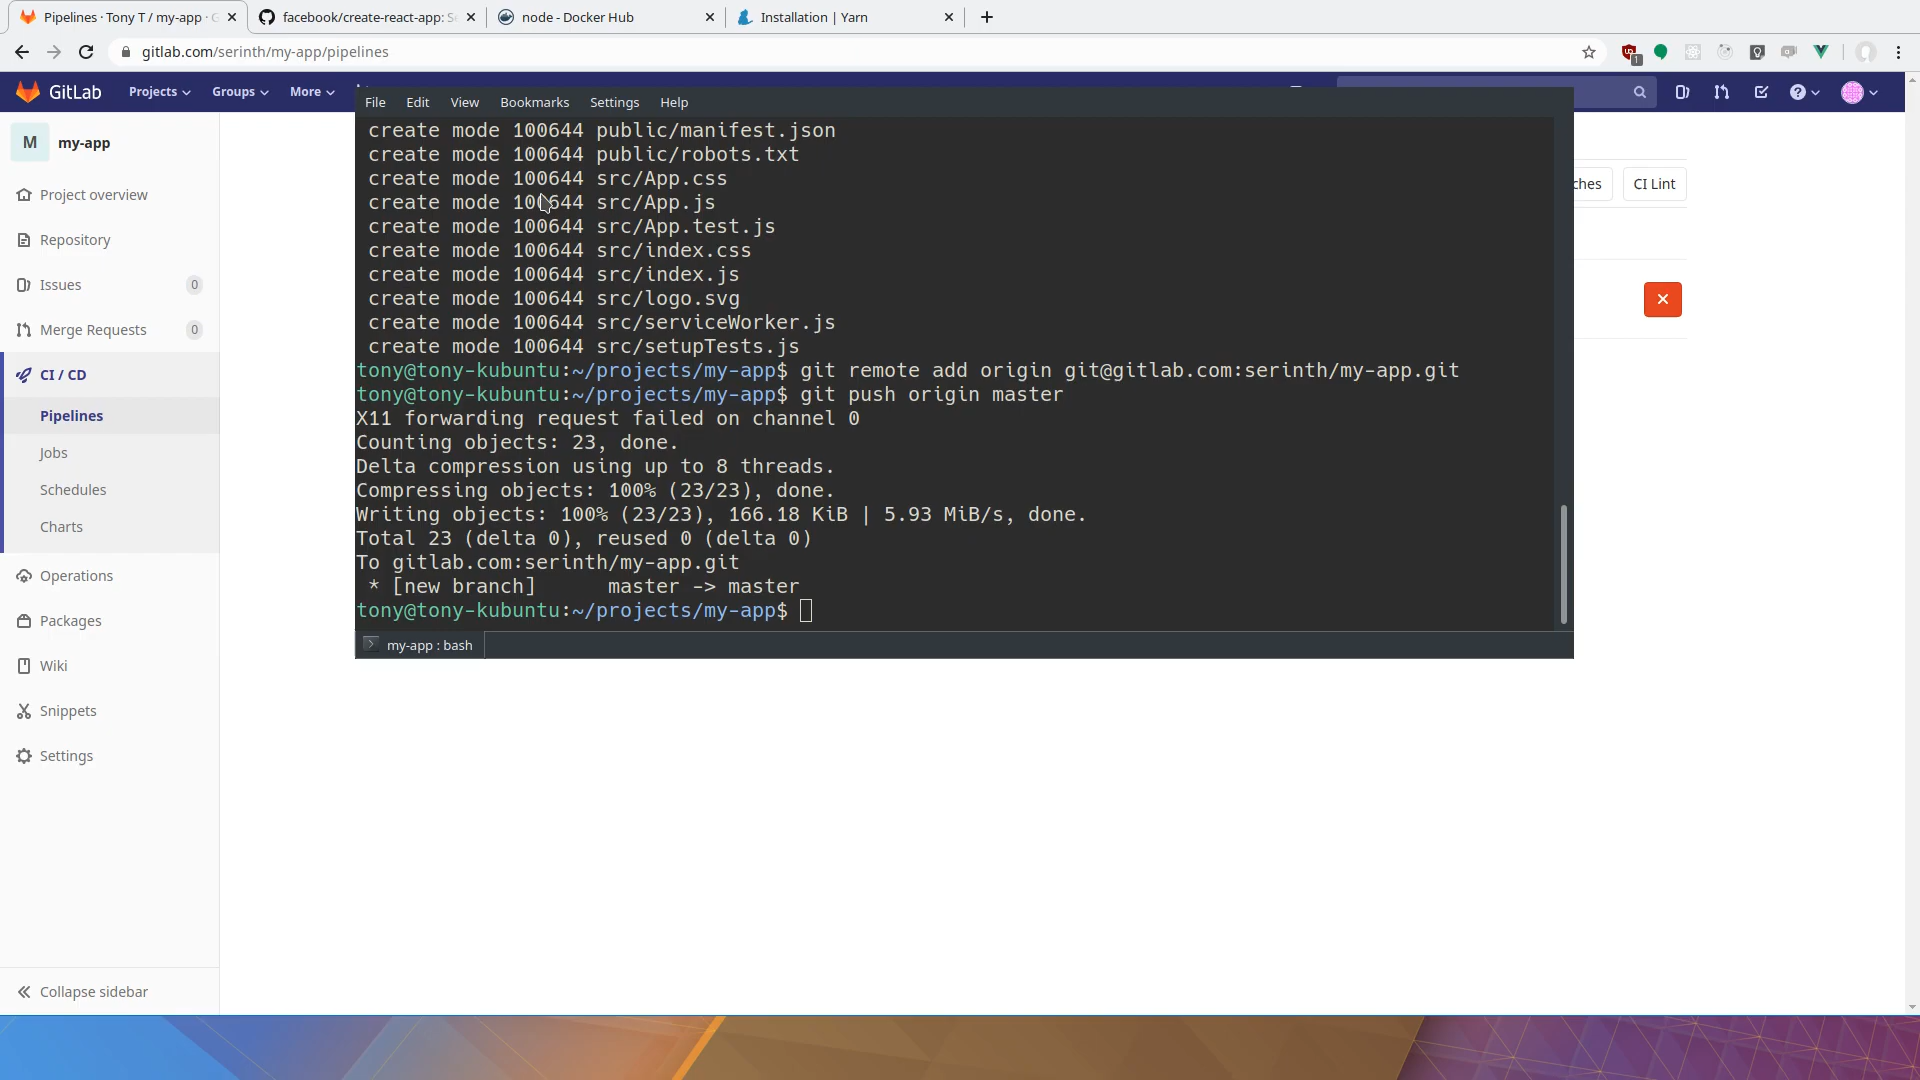 Pipelines · Tony T / my-app · G
facebook/create-react-app: Se
node - Docker Hub
Installation | Yarn
gitlab.com/serinth/my-app/pipelines
1
GitLab
Projects
Groups
More
M
my-app
Project overview
Repository
Issues
0
Merge Requests
0
CI / CD
Pipelines
Jobs
Schedules
Charts
Operations
Packages
Wiki
Snippets
Settings
Collapse sidebar
File Edit View Bookmarks Settings Help
create mode 100644 public/manifest.json
create mode 100644 public/robots.txt
create mode 100644 src/App.css
create mode 100644 src/App.js
create mode 100644 src/App.test.js
create mode 100644 src/index.css
create mode 100644 src/index.js
create mode 100644 src/logo.svg
create mode 100644 src/serviceWorker.js
create mode 100644 src/setupTests.js
tony@tony-kubuntu:~/projects/my-app$ git remote add origin git@gitlab.com:serinth/my-app.git
tony@tony-kubuntu:~/projects/my-app$ git push origin master
X11 forwarding request failed on channel 0
Counting objects: 23, done.
Delta compression using up to 8 threads.
Compressing objects: 100% (23/23), done.
Writing objects: 100% (23/23), 166.18 KiB | 5.93 MiB/s, done.
Total 23 (delta 0), reused 0 (delta 0)
To gitlab.com:serinth/my-app.git
* [new branch] master -> master
tony@tony-kubuntu:~/projects/my-app$
my-app : bash
ches
CI Lint